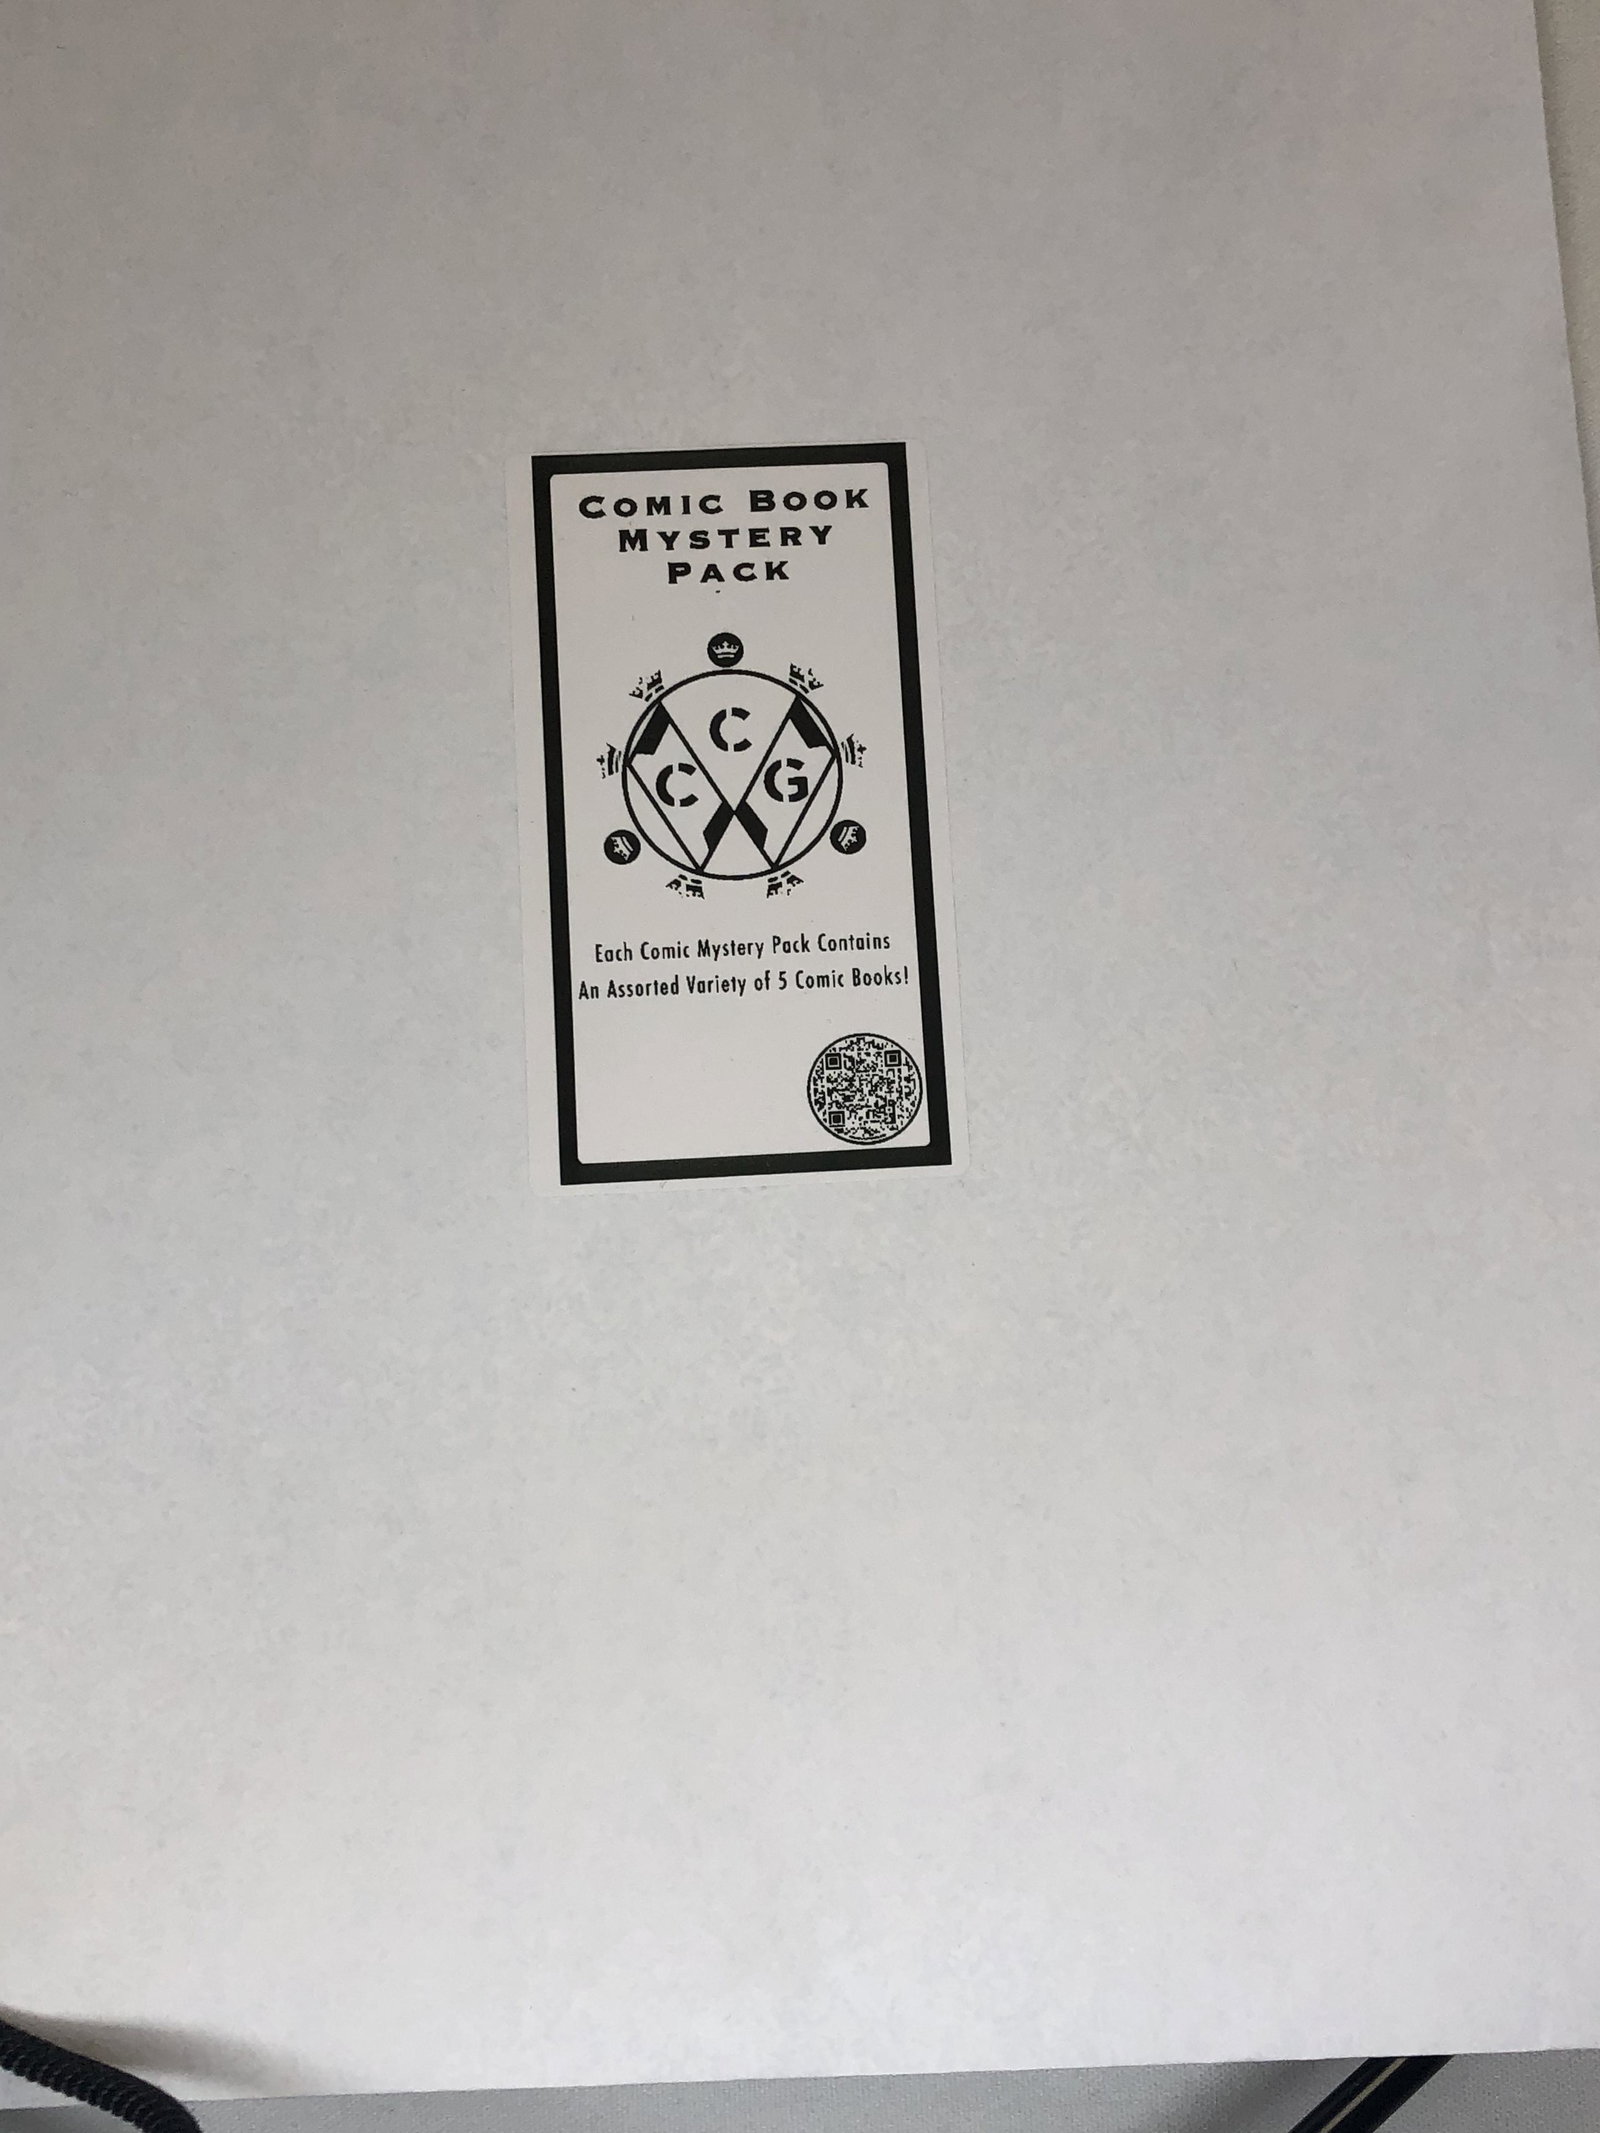 Comic Book
Mystery
Pack
C
C G
Each Comic Mystery Pack Contains
An Assorted Variety of 5 Comic Books!